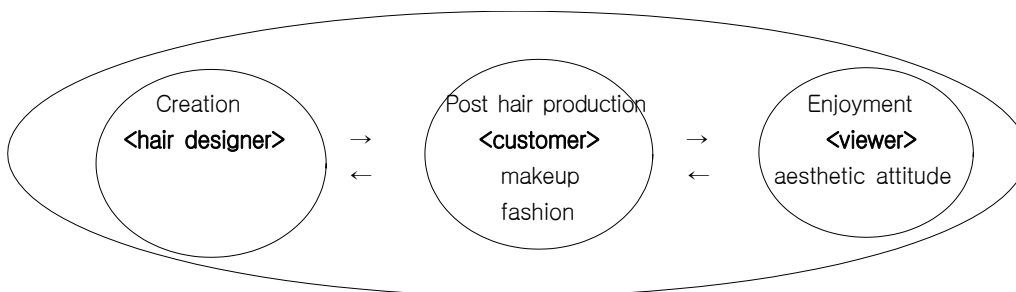 Creation
<hair designer>
→
←
Post hair production
<customer>
makeup
fashion
→
←
Enjoyment
<viewer>
aesthetic attitude